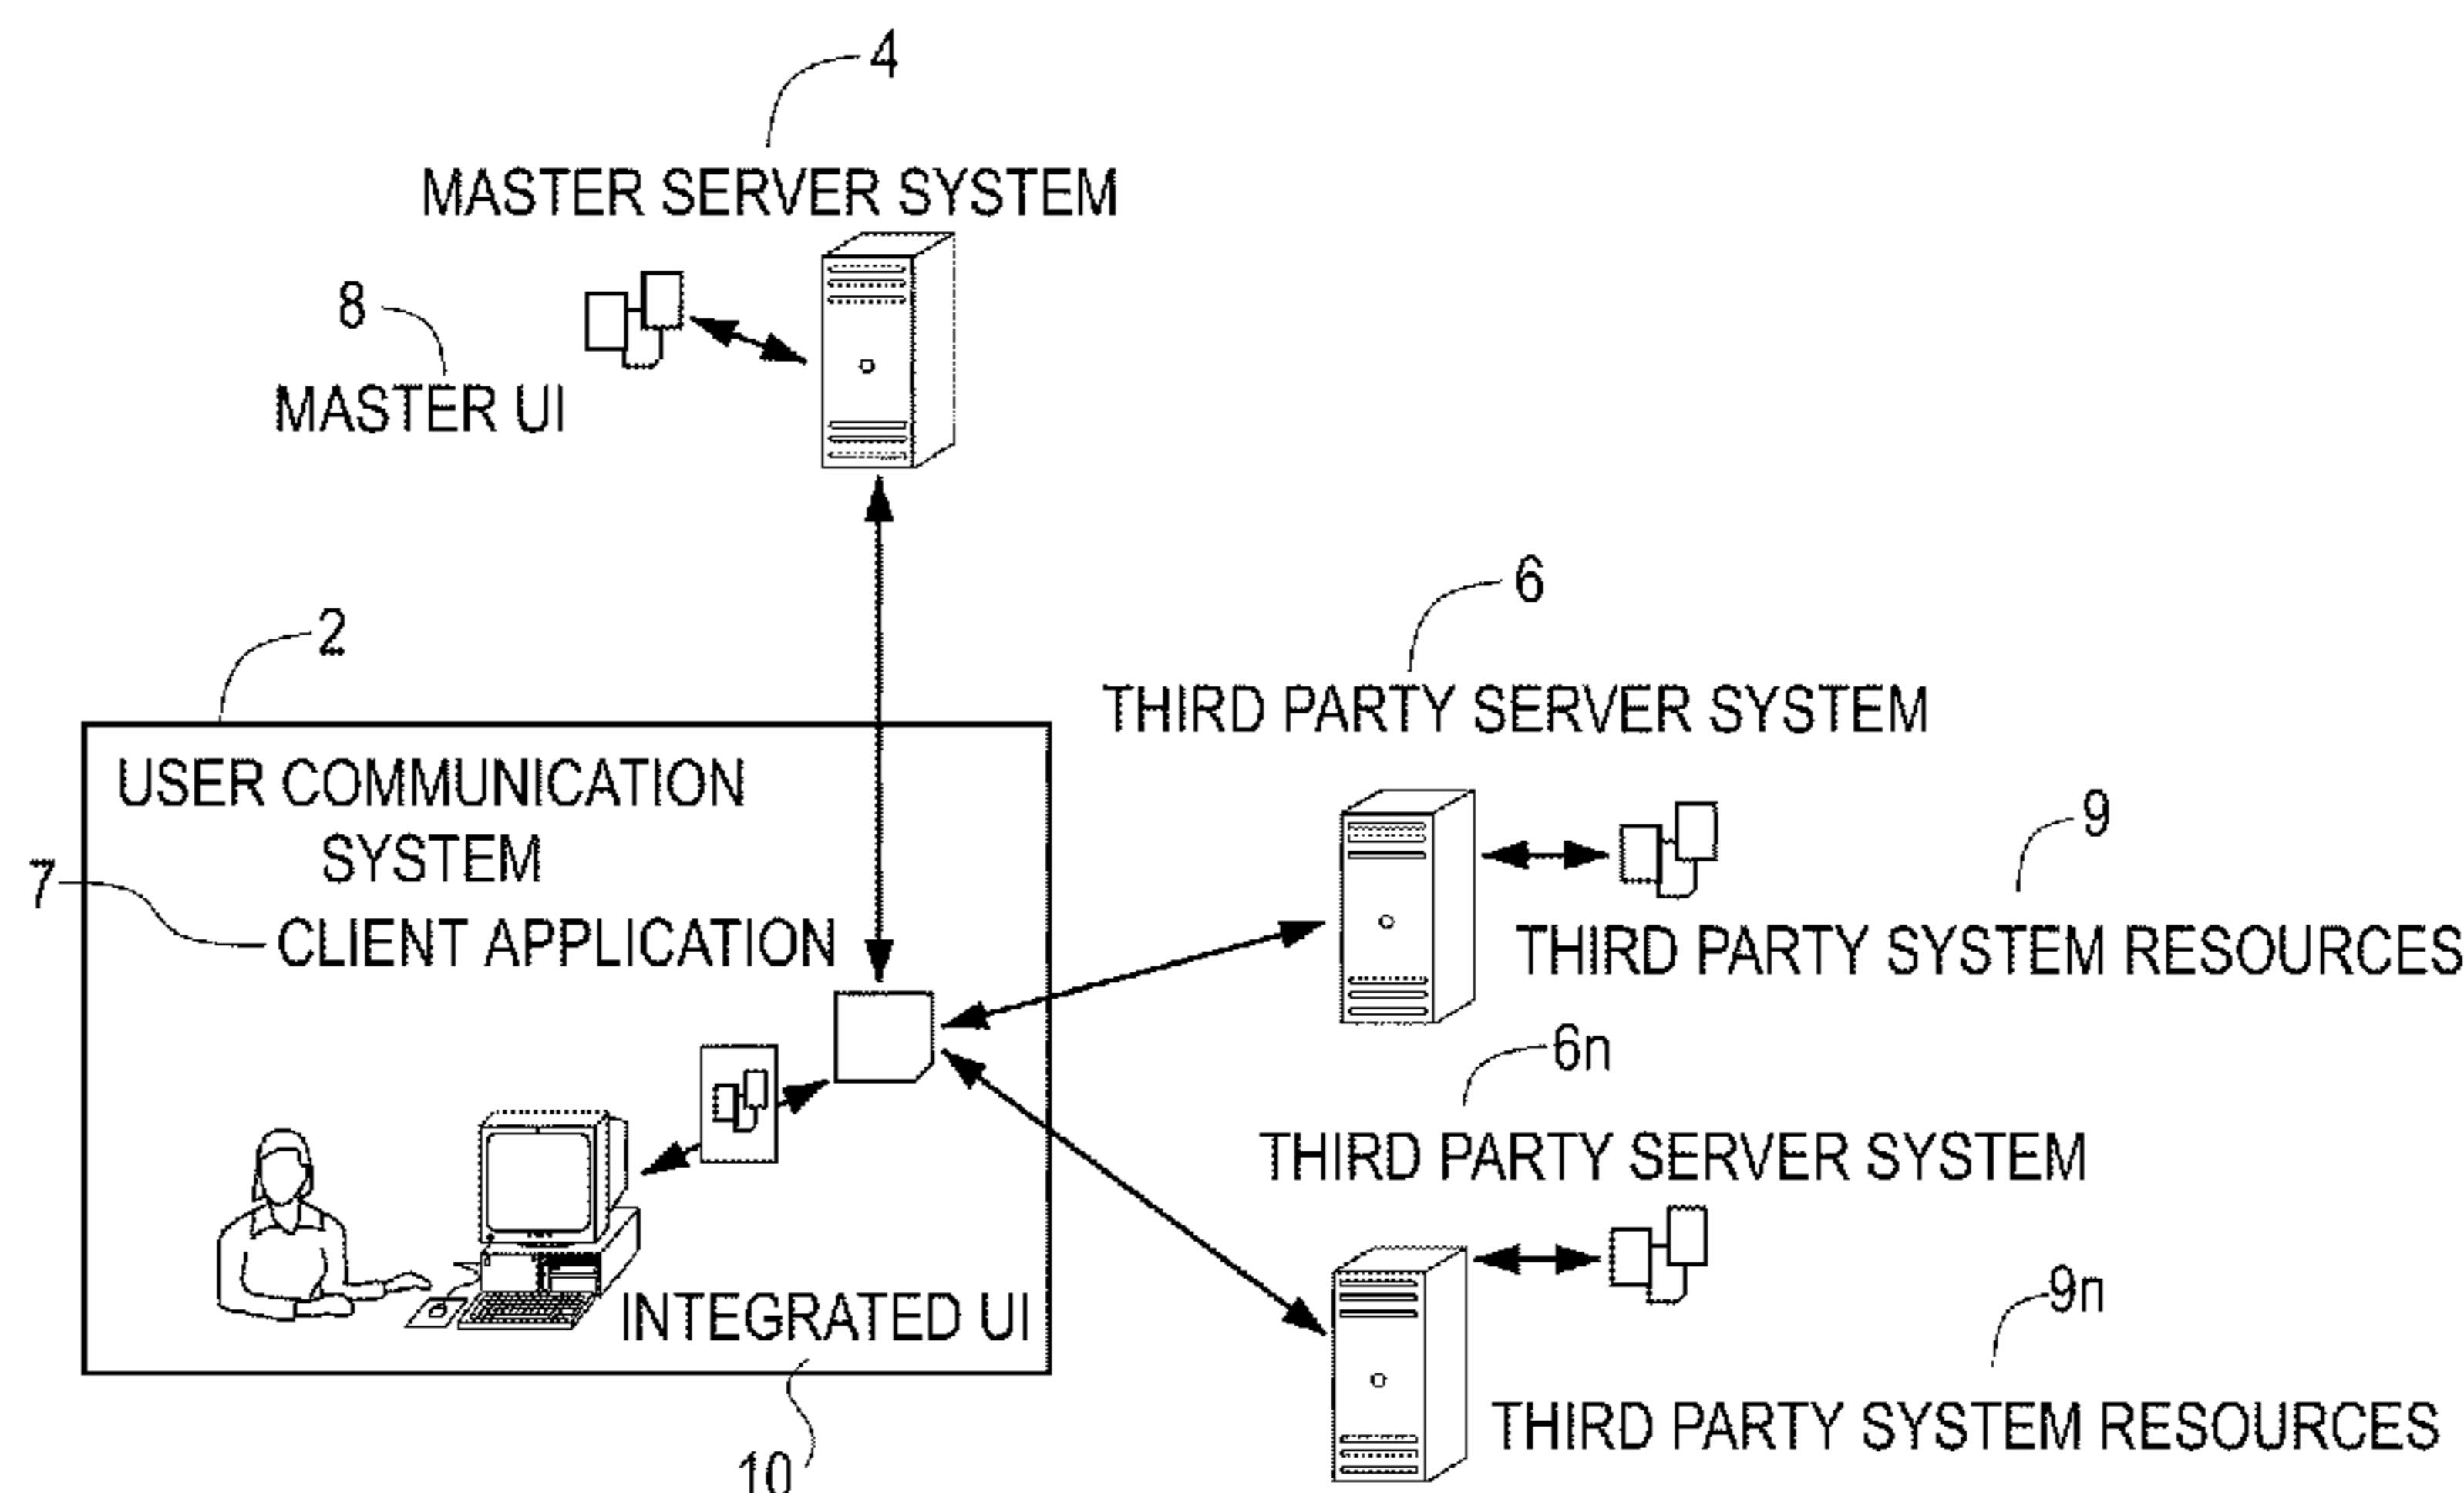 4
MASTER SERVER SYSTEM
8
MASTER UI
6
2
THIRD PARTY SERVER SYSTEM
USER COMMUNICATION
SYSTEM
9
7
CLIENT APPLICATION
THIRD PARTY SYSTEM RESOURCES
6n
THIRD PARTY SERVER SYSTEM
9n
INTEGRATED UI
THIRD PARTY SYSTEM RESOURCES
10